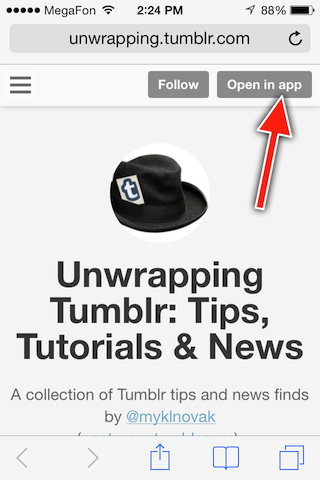 MegaFon 2:24 PM 88%
unwrapping.tumblr.com
Follow Open in app
t
Unwrapping
Tumblr: Tips,
Tutorials & News
A collection of Tumblr tips and news finds
by @myklnovak